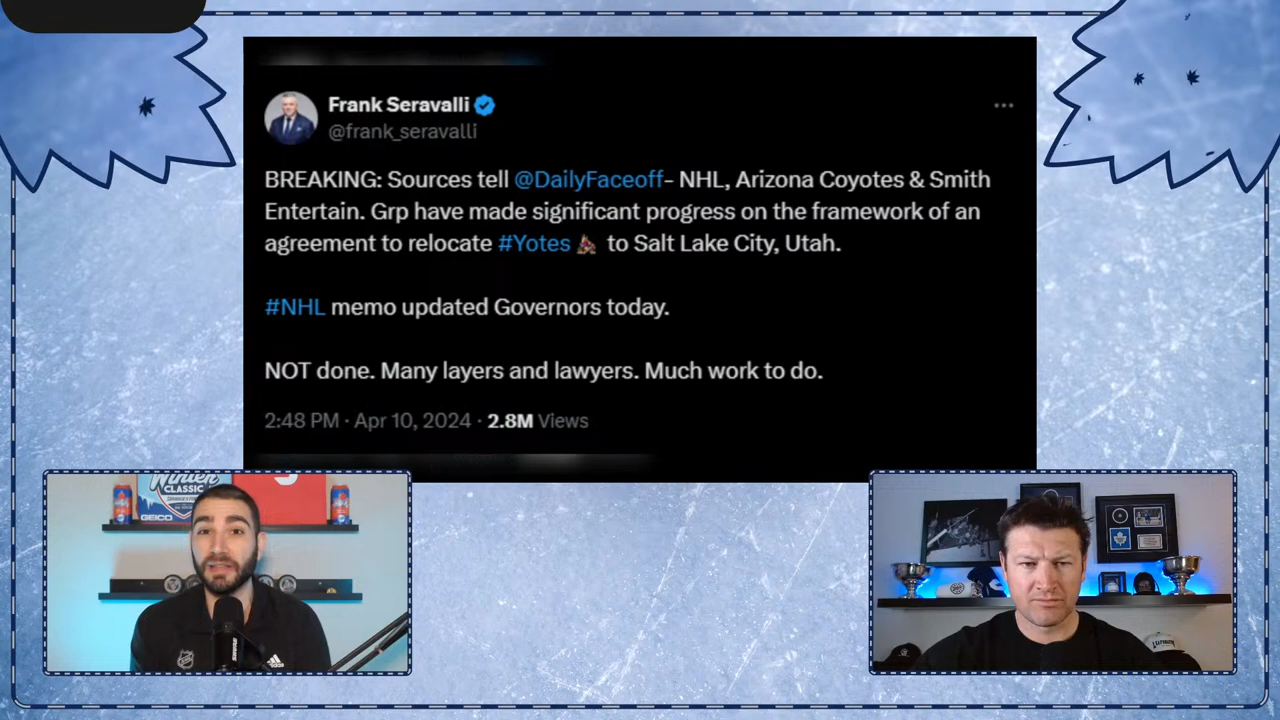 Frank Seravalli
@frank_seravalli
BREAKING: Sources tell @DailyFaceoff– NHL, Arizona Coyotes & Smith
Entertain. Grp have made significant progress on the framework of an
agreement to relocate #Yotes to Salt Lake City, Utah.
#NHL memo updated Governors today.
NOT done. Many layers and lawyers. Much work to do.
2:48 PM · Apr 10, 2024 · 2.8M Views
Winter
CLASSIC
GEICO
adidas